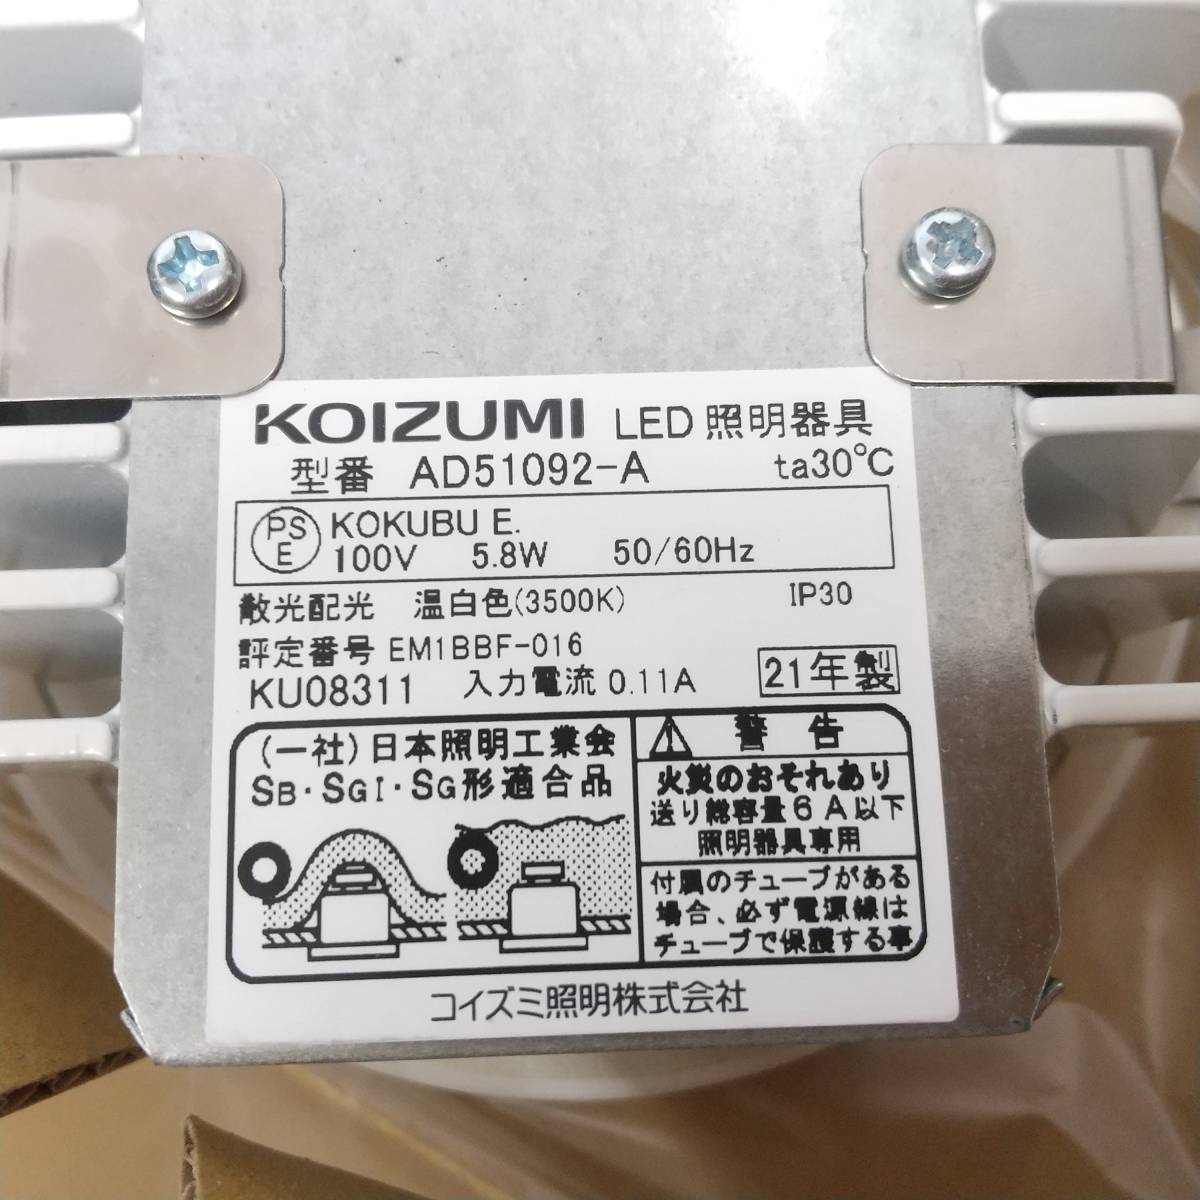 KOIZUMI LED 照明器具
型番 AD51092-A ta30℃
PS E KOKUBU E.
100V 5.8W 50/60Hz
散光配光 温白色(3500K) IP30
評定番号 EM1BBF-016
KU08311 入力電流 0.11A 21年製
(一社)日本照明工業会
SB・SGI・SG形適合品
警告
火災のおそれあり
送り総容量6A以下
照明器具専用
付属のチューブがある
場合、必ず電源線は
チューブで保護する事
コイズミ照明株式会社